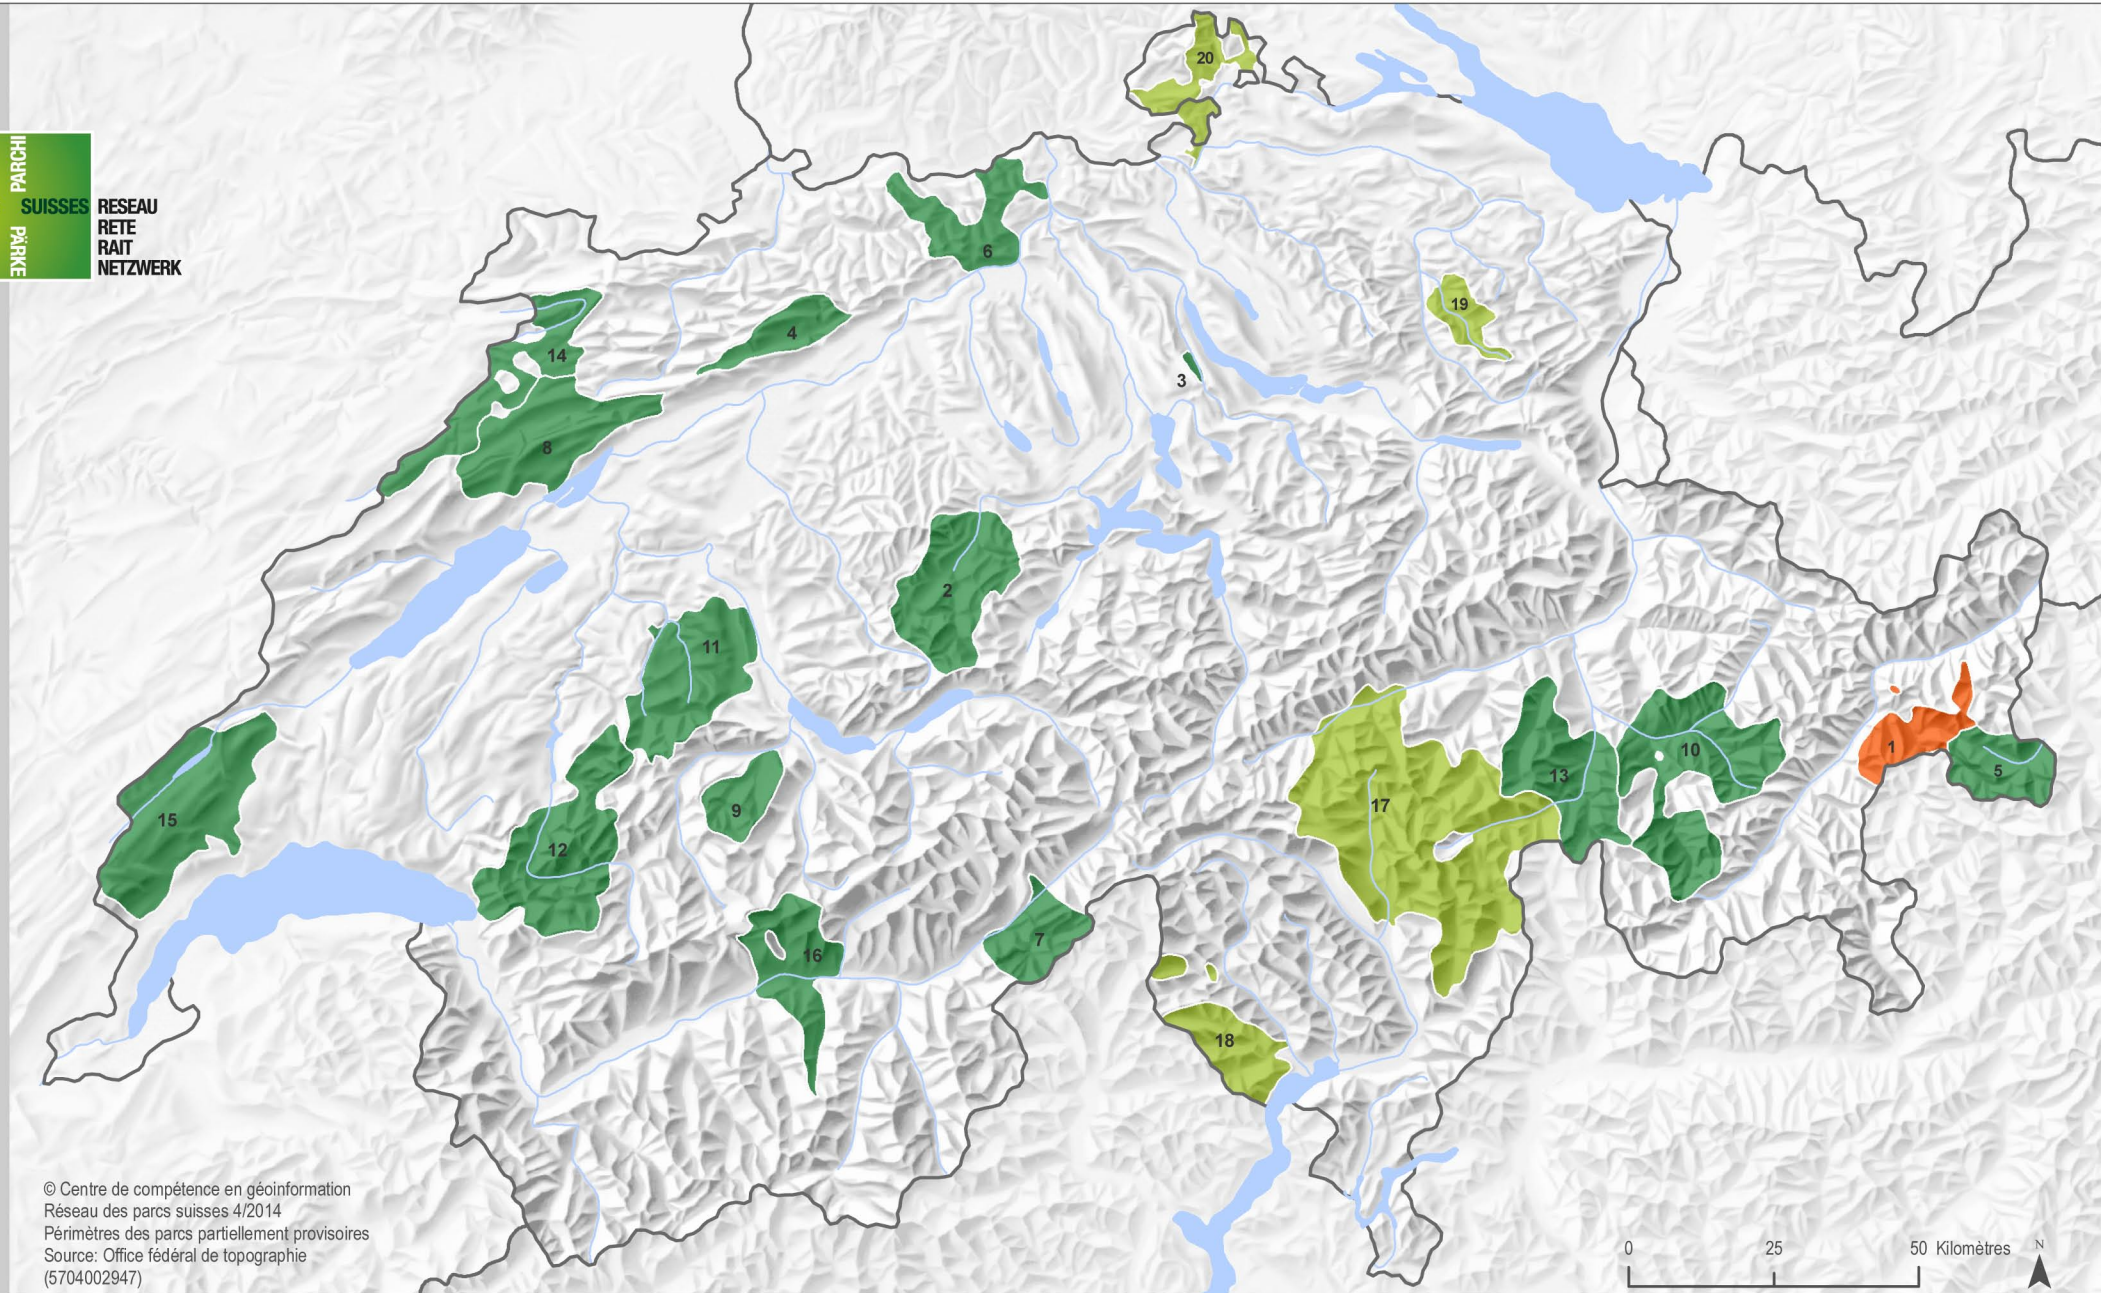 PARCHI
SUISSES
PÄRKE
RESEAU
RETE
RAIT
NETZWERK
20
6
19
4
14
3
8
2
11
1
10
5
13
17
9
15
12
7
16
18
© Centre de compétence en géoinformation
Réseau des parcs suisses 4/2014
Périmètres des parcs partiellement provisoires
Source: Office fédéral de topographie
(5704002947)
0 25 50 Kilomètres
N